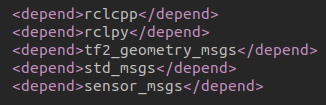 <depend>rclcpp</depend>
<depend>rclpy</depend>
<depend>tf2_geometry_msgs</depend>
<depend>std_msgs</depend>
<depend>sensor_msgs</depend>